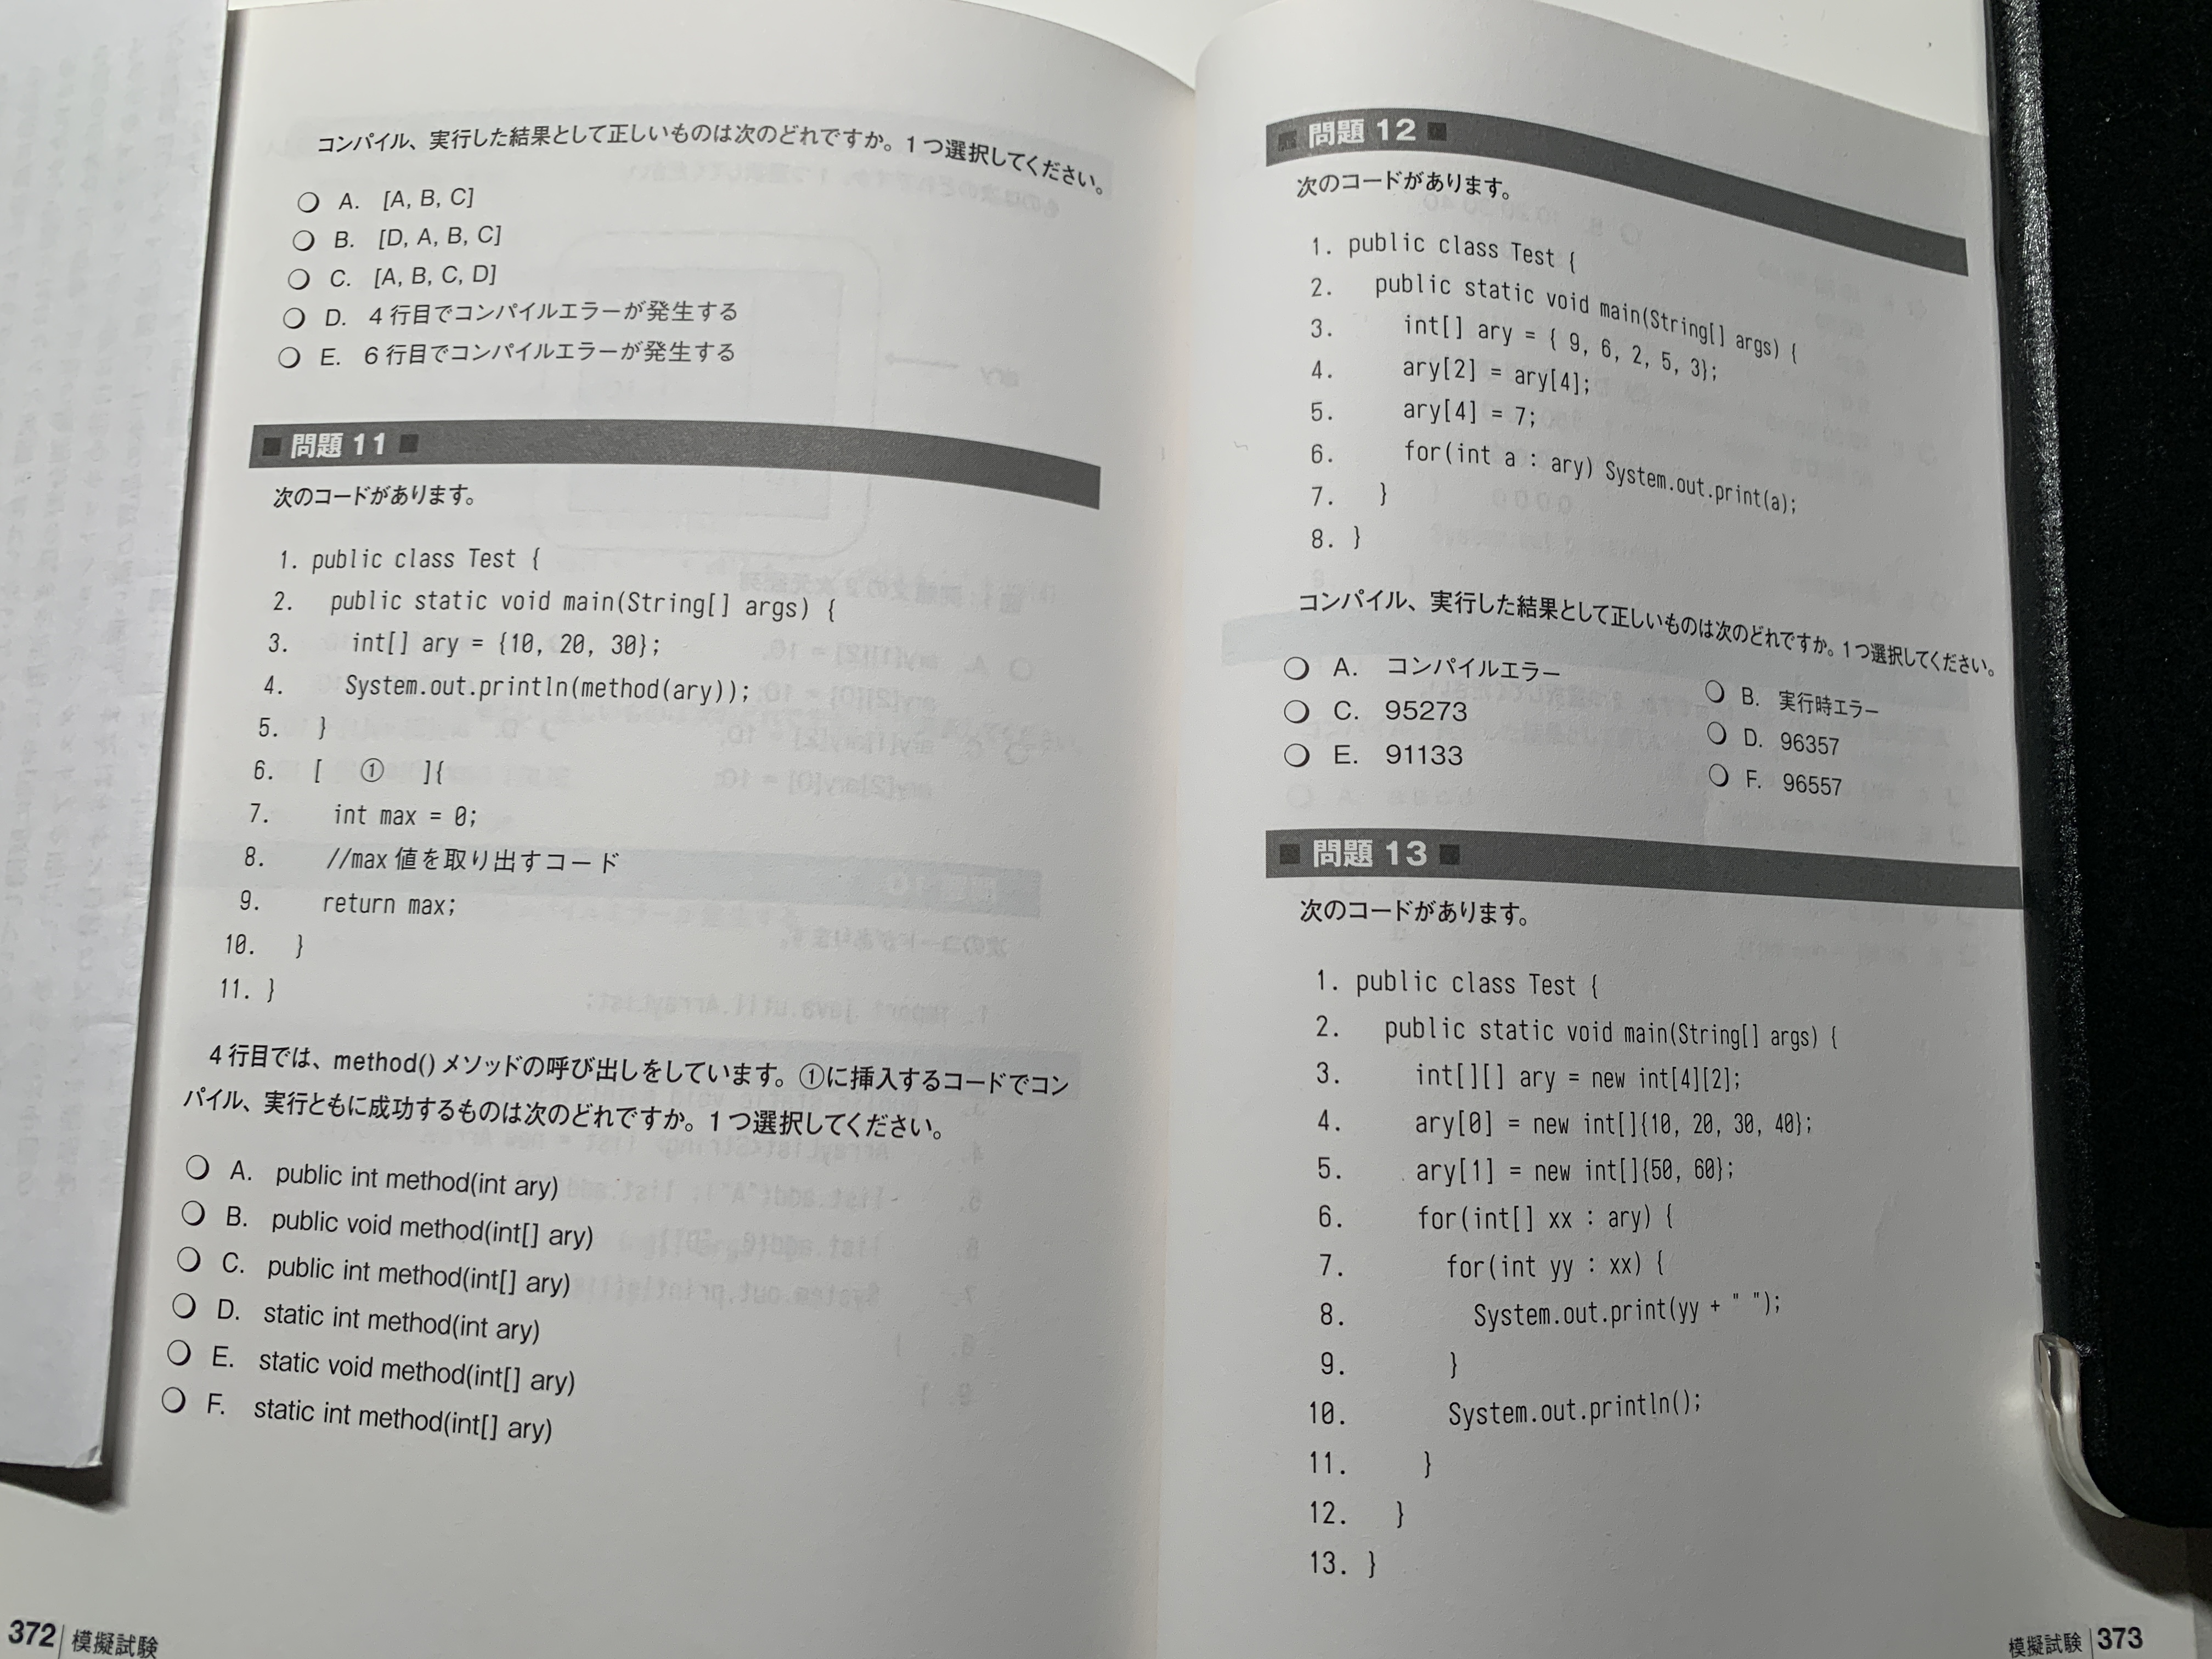 コンパイル、実行した結果として正しいものは次のどれですか。1つ選択してください。
A. [A, B, C]
B. [D, A, B, C]
C. [A, B, C, D]
D. 4行目でコンパイルエラーが発生する
E. 6行目でコンパイルエラーが発生する
■ 問題 11 ■
次のコードがあります。
1. public class Test {
2. public static void main(String[] args) {
3. int[] ary = {10, 20, 30};
4. System.out.println(method(ary));
5. }
6. [ ① ]{
7. int max = 0;
8. //max 値を取り出すコード
9. return max;
10. }
11. }
4行目では、method()メソッドの呼び出しをしています。①に挿入するコードでコン
パイル、実行ともに成功するものは次のどれですか。1つ選択してください。
A. public int method(int ary)
B. public void method(int[] ary)
C. public int method(int[] ary)
D. static int method(int ary)
E. static void method(int[] ary)
F. static int method(int[] ary)
372 模擬試験
■ 問題 12 ■
次のコードがあります。
1. public class Test {
2. public static void main(String[] args) {
3. int[] ary = { 9, 6, 2, 5, 3};
4. ary[2] = ary[4];
5. ary[4] = 7;
6. for(int a : ary) System.out.print(a);
7. }
8. }
コンパイル、実行した結果として正しいものは次のどれですか。1つ選択してください。
A. コンパイルエラー B. 実行時エラー
C. 95273 D. 96357
E. 91133 F. 96557
■ 問題 13 ■
次のコードがあります。
1. public class Test {
2. public static void main(String[] args) {
3. int[][] ary = new int[4][2];
4. ary[0] = new int[]{10, 20, 30, 40};
5. ary[1] = new int[]{50, 60};
6. for(int[] xx : ary) {
7. for(int yy : xx) {
8. System.out.print(yy + " ");
9. }
10. System.out.println();
11. }
12. }
13. }
模擬試験 373